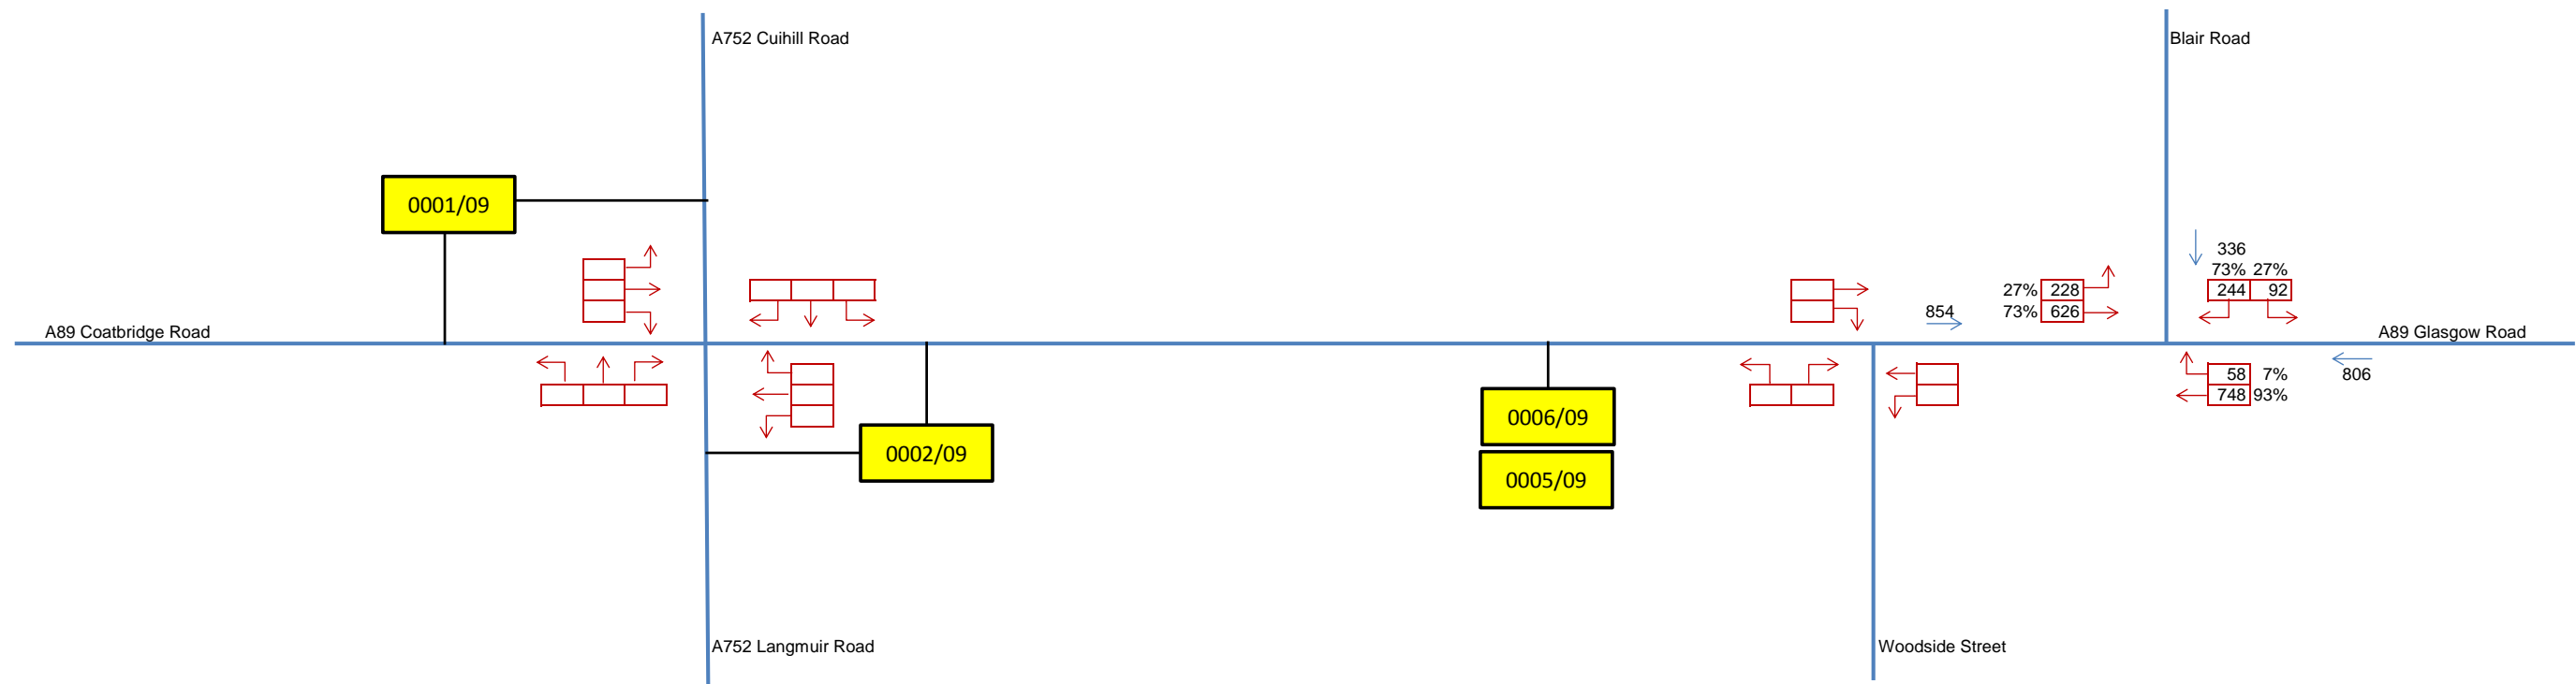 A752 Cuihill Road
Blair Road
0001/09
336
73% 27%
244 92
27% 228
854
73% 626
A89 Coatbridge Road
A89 Glasgow Road
58 7%
806
748 93%
0006/09
0002/09
0005/09
A752 Langmuir Road
Woodside Street